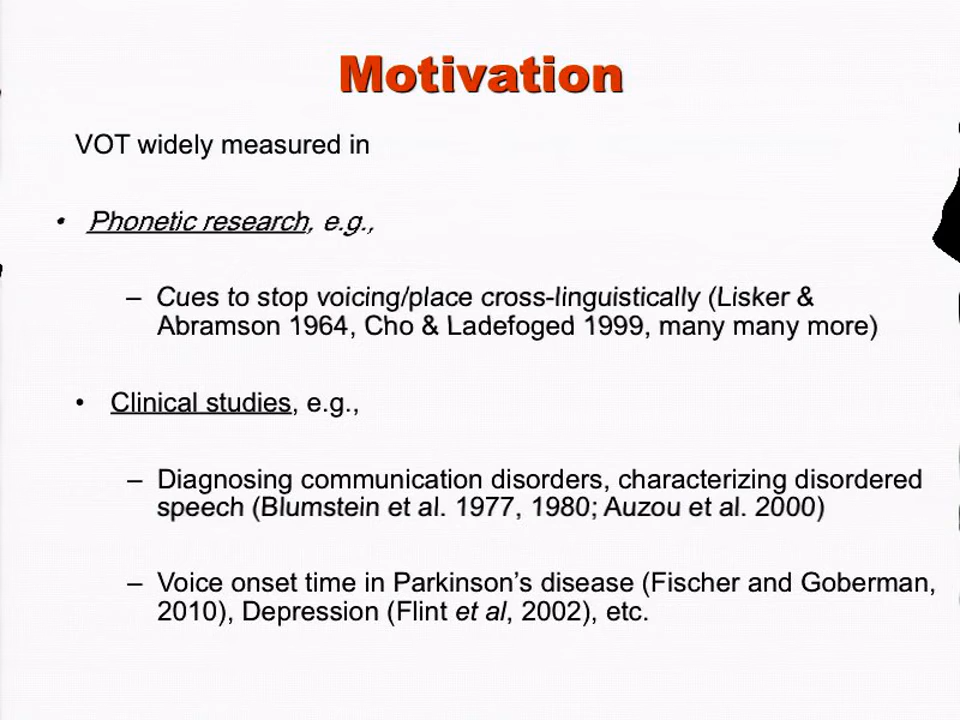 Motivation
VOT widely measured in
• Phonetic research, e.g.,
– Cues to stop voicing/place cross-linguistically (Lisker &
Abramson 1964, Cho & Ladefoged 1999, many many more)
• Clinical studies, e.g.,
– Diagnosing communication disorders, characterizing disordered
speech (Blumstein et al. 1977, 1980; Auzou et al. 2000)
– Voice onset time in Parkinson’s disease (Fischer and Goberman,
2010), Depression (Flint et al, 2002), etc.